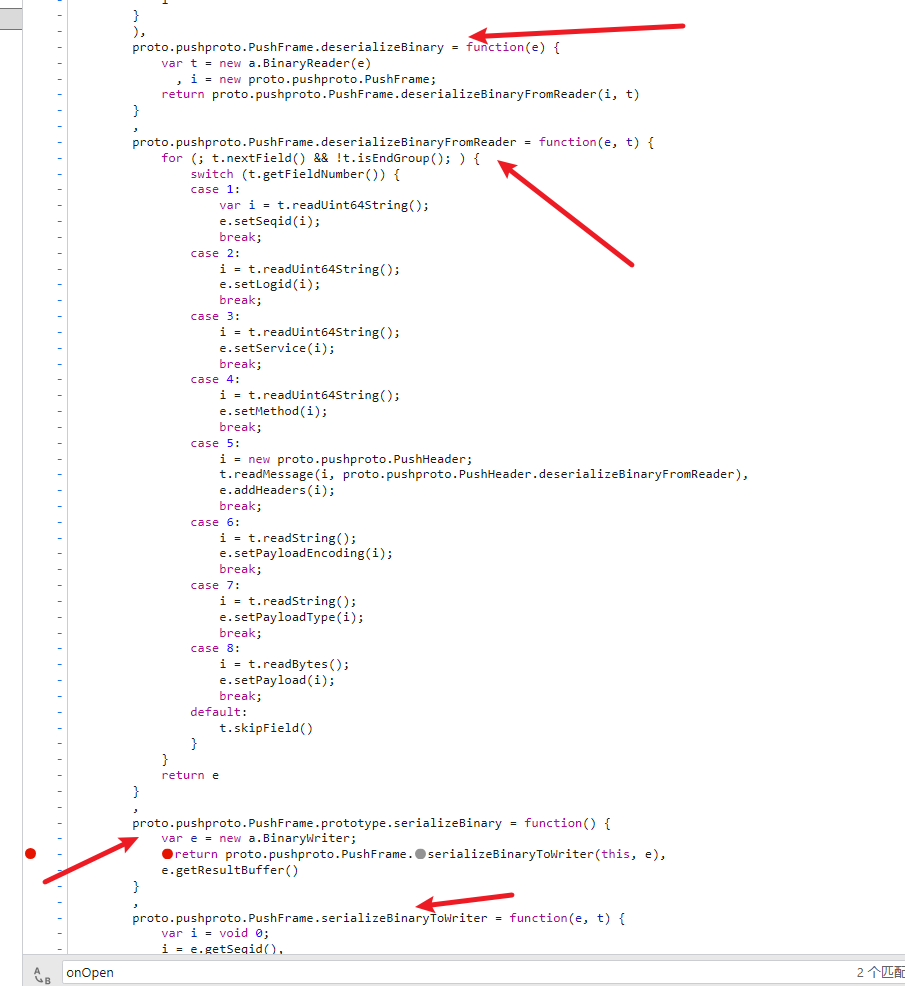 }
),
proto.pushproto.PushFrame.deserializeBinary = function(e) {
var t = new a.BinaryReader(e)
, i = new proto.pushproto.PushFrame;
return proto.pushproto.PushFrame.deserializeBinaryFromReader(i, t)
}
,
proto.pushproto.PushFrame.deserializeBinaryFromReader = function(e, t) {
for (; t.nextField() && !t.isEndGroup(); ) {
switch (t.getFieldNumber()) {
case 1:
var i = t.readUint64String();
e.setSeqid(i);
break;
case 2:
i = t.readUint64String();
e.setLogid(i);
break;
case 3:
i = t.readUint64String();
e.setService(i);
break;
case 4:
i = t.readUint64String();
e.setMethod(i);
break;
case 5:
i = new proto.pushproto.PushHeader;
t.readMessage(i, proto.pushproto.PushHeader.deserializeBinaryFromReader),
e.addHeaders(i);
break;
case 6:
i = t.readString();
e.setPayloadEncoding(i);
break;
case 7:
i = t.readString();
e.setPayloadType(i);
break;
case 8:
i = t.readBytes();
e.setPayload(i);
break;
default:
t.skipField()
}
}
return e
}
,
proto.pushproto.PushFrame.prototype.serializeBinary = function() {
var e = new a.BinaryWriter;
return proto.pushproto.PushFrame.serializeBinaryToWriter(this, e),
e.getResultBuffer()
}
,
proto.pushproto.PushFrame.serializeBinaryToWriter = function(e, t) {
var i = void 0;
i = e.getSeqid(),
onOpen 2 个匹配